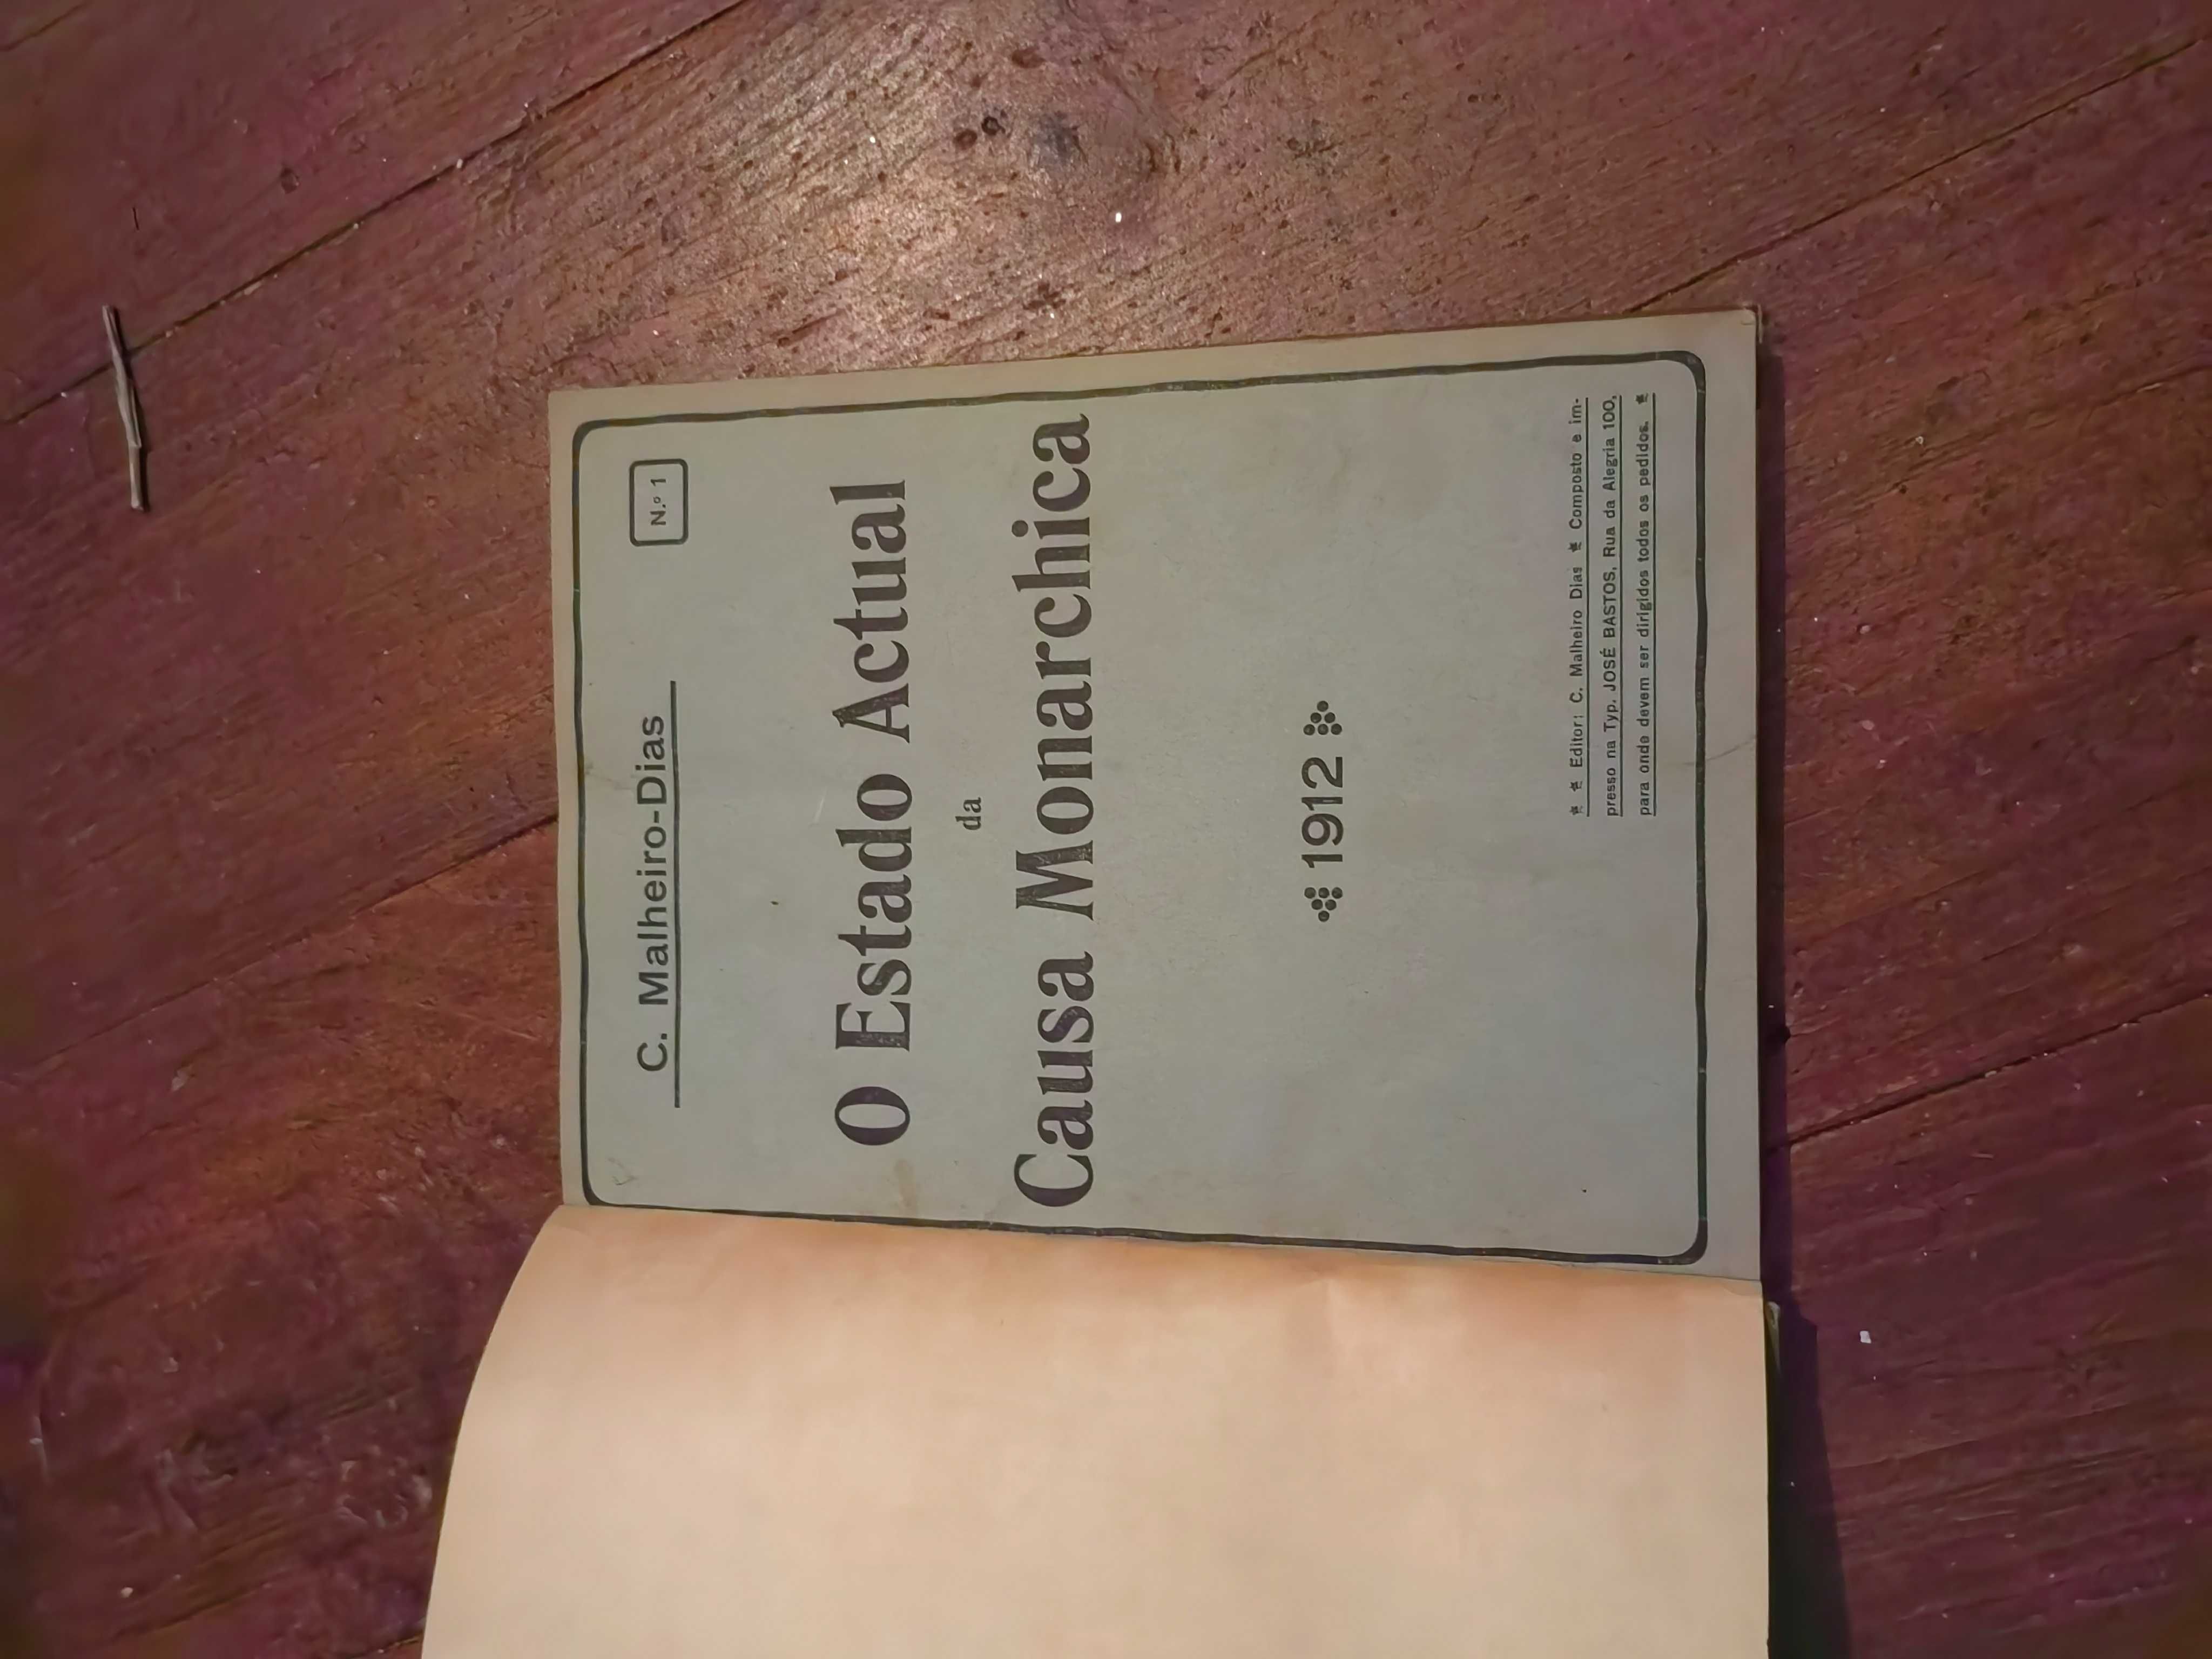 C. Malheiro-Dias
N.º 1
O Estado Actual
da
Causa Monarchica
1912
Editor: C. Malheiro Dias * Composto e im-
presso na Typ. JOSÉ BASTOS, Rua da Alegria 100,
para onde devem ser dirigidos todos os pedidos.